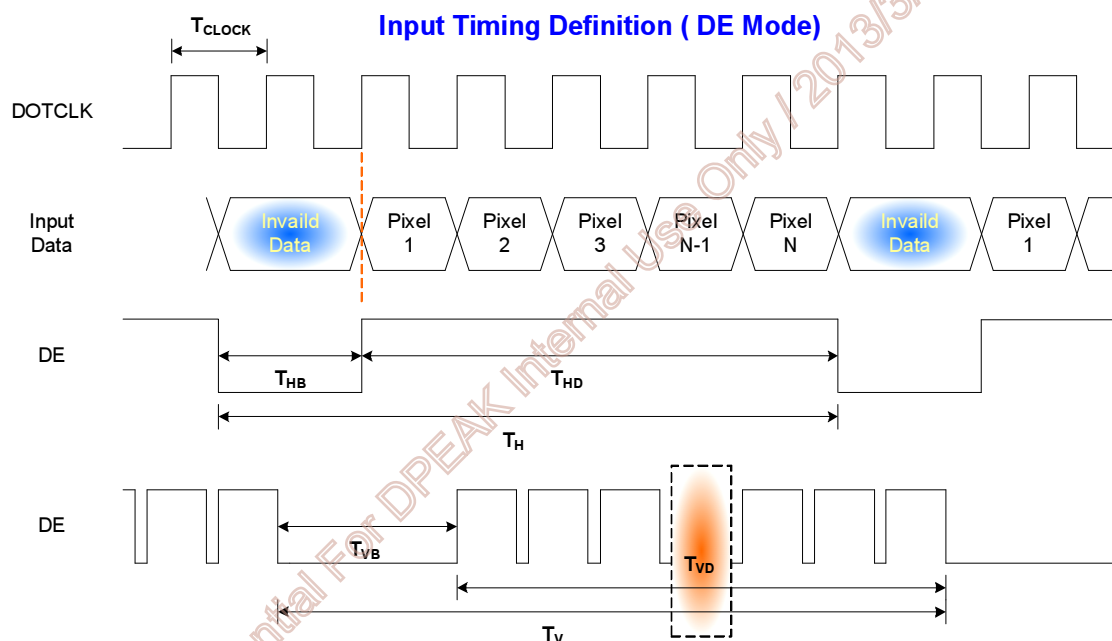 Input Timing Definition ( DE Mode)
TCLOCK
DOTCLK
Input
Data
Invaild
Data
Pixel
1
Pixel
2
Pixel
3
Pixel
N-1
Pixel
N
Invaild
Data
Pixel
1
DE
THB
THD
TH
DE
TVB
TVD
TV
ntial For DPEAK Internal Use Only / 2013/3/